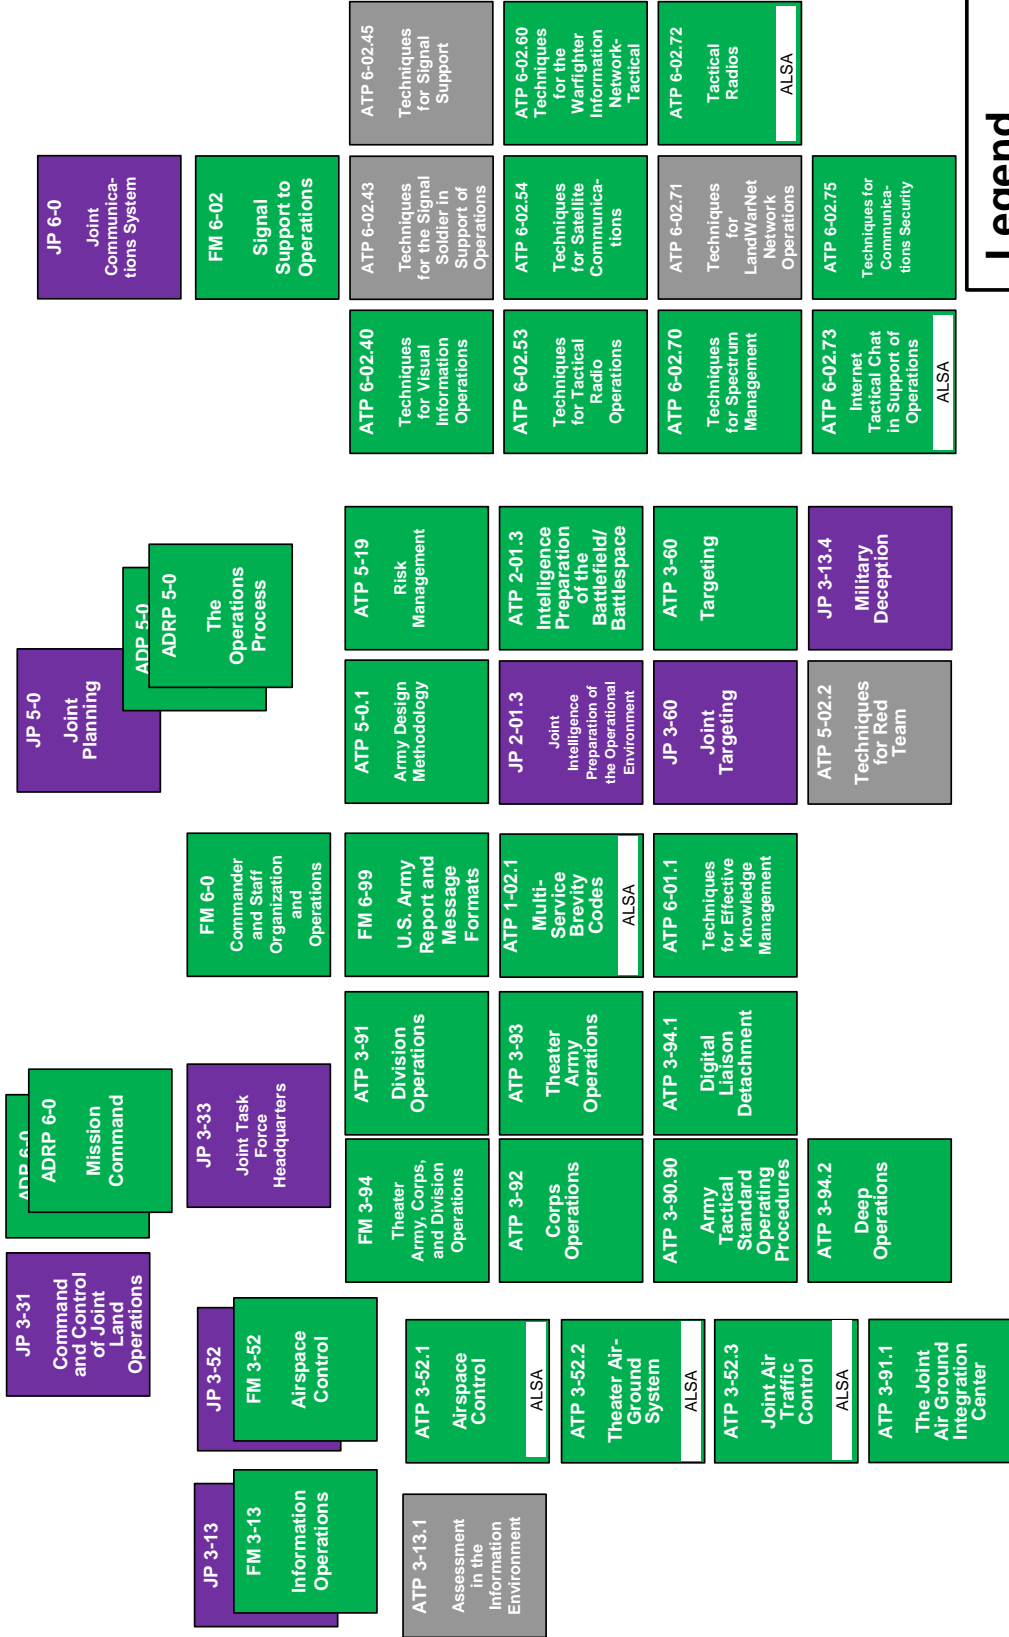 JP 6-0
Joint
Communica-
tions System
FM 6-02
Signal
Support to
Operations
ATP 6-02.45
Techniques
for Signal
Support
ATP 6-02.43
Techniques
for the Signal
Soldier in
Support of
Operations
ATP 6-02.40
Techniques
for Visual
Information
Operations
ATP 6-02.60
Techniques
for the
Warfighter
Information
Network-
Tactical
ATP 6-02.54
Techniques
for Satellite
Communica-
tions
ATP 6-02.53
Techniques
for Tactical
Radio
Operations
ATP 6-02.72
Tactical
Radios
ALSA
ATP 6-02.71
Techniques
for
LandWarNet
Network
Operations
ATP 6-02.70
Techniques
for Spectrum
Management
ATP 6-02.75
Techniques for
Communica-
tions Security
ATP 6-02.73
Internet
Tactical Chat
in Support of
Operations
ALSA
Legend
JP 5-0
Joint
Planning
ADP 5-0
ADRP 5-0
The
Operations
Process
ATP 5-19
Risk
Management
ATP 5-0.1
Army Design
Methodology
ATP 2-01.3
Intelligence
Preparation
of the
Battlefield/
Battlespace
JP 2-01.3
Joint
Intelligence
Preparation of
the Operational
Environment
ATP 3-60
Targeting
JP 3-60
Joint
Targeting
JP 3-13.4
Military
Deception
ATP 5-02.2
Techniques
for Red
Team
FM 6-0
Commander
and Staff
Organization
and
Operations
FM 6-99
U.S. Army
Report and
Message
Formats
ATP 1-02.1
Multi-
Service
Brevity
Codes
ALSA
ATP 6-01.1
Techniques
for Effective
Knowledge
Management
ADP 6-0
ADRP 6-0
Mission
Command
JP 3-33
Joint Task
Force
Headquarters
ATP 3-91
Division
Operations
FM 3-94
Theater
Army, Corps,
and Division
Operations
ATP 3-93
Theater
Army
Operations
ATP 3-92
Corps
Operations
ATP 3-94.1
Digital
Liaison
Detachment
ATP 3-90.90
Army
Tactical
Standard
Operating
Procedures
ATP 3-94.2
Deep
Operations
JP 3-31
Command
and Control
of Joint
Land
Operations
JP 3-52
FM 3-52
Airspace
Control
ATP 3-52.1
Airspace
Control
ALSA
ATP 3-52.2
Theater Air-
Ground
System
ALSA
ATP 3-52.3
Joint Air
Traffic
Control
ALSA
ATP 3-91.1
The Joint
Air Ground
Integration
Center
JP 3-13
FM 3-13
Information
Operations
ATP 3-13.1
Assessment
in the
Information
Environment